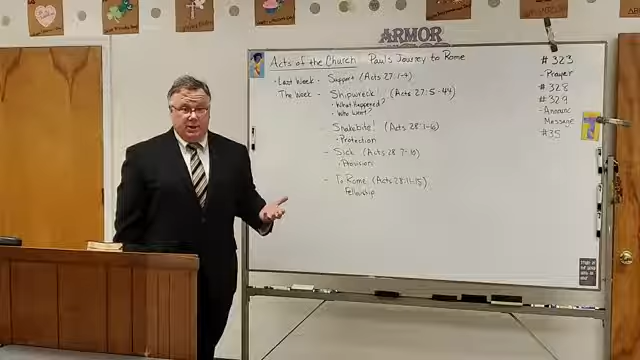 ARMOR
Acts of the Church Paul's Journey to Rome
• Last Week - Support (Acts 27:1-4)
The Week - Shipwreck (Acts 27:5-44)
• What Happened?
• Who Went?
- Snakebite! (Acts 28:1-6)
• Protection
- Sick (Acts 28:7-10)
• Provision
- To Rome (Acts 28:11-15)
Fellowship
#323
- Prayer
#328
#329
- Announc
Message
#35